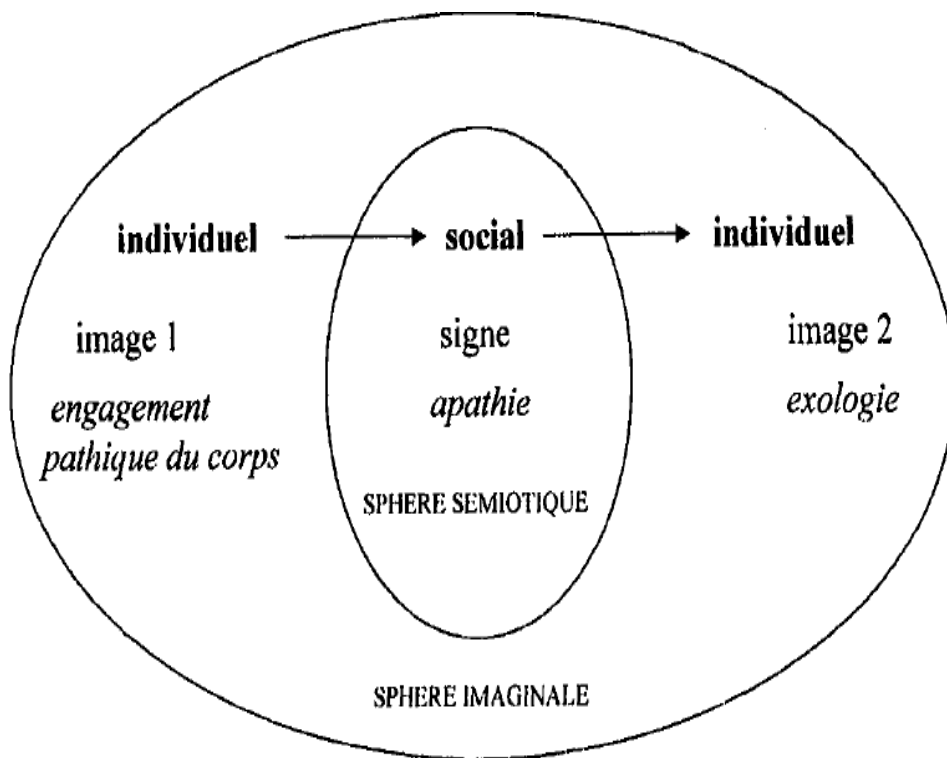 individuel social individuel
image 1 signe image 2
engagement apathie exologie
pathique du corps
SPHERE SEMIOTIQUE
SPHERE IMAGINALE